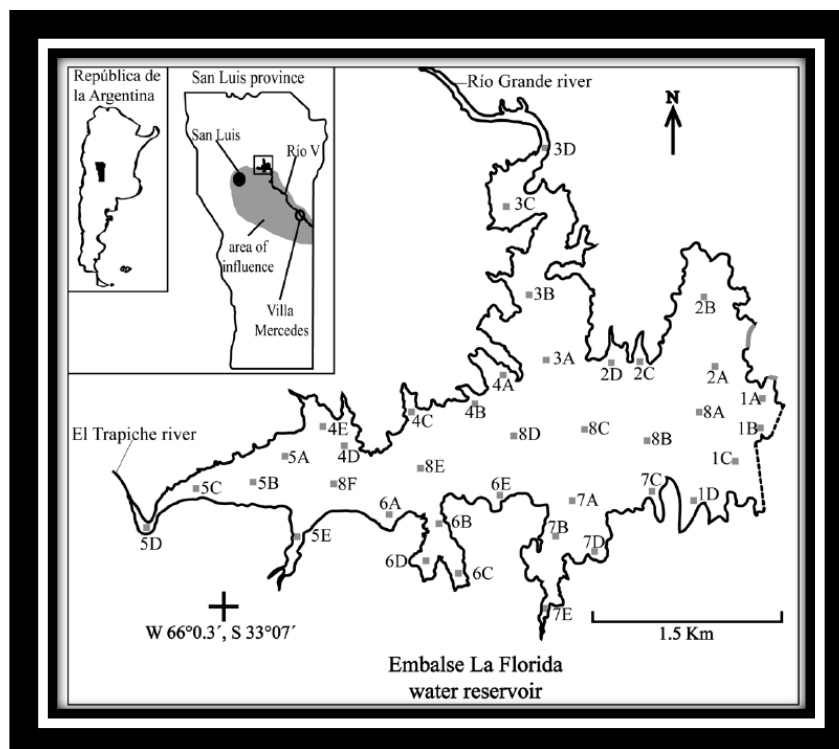 República de
la Argentina
San Luis province
San Luis
Río V
area of
influence
Villa
Mercedes
Río Grande river
N
3D
3C
3B
2B
3A
2D
2C
2A
4A
1A
4B
4C
8A
4E
8D
8C
1B
El Trapiche river
4D
8B
5A
8E
1C
5C
5B
8F
6E
7C
6A
7A
1D
5D
6B
5E
7B
7D
6D
6C
7E
W 66°0.3´, S 33°07´
1.5 Km
Embalse La Florida
water reservoir